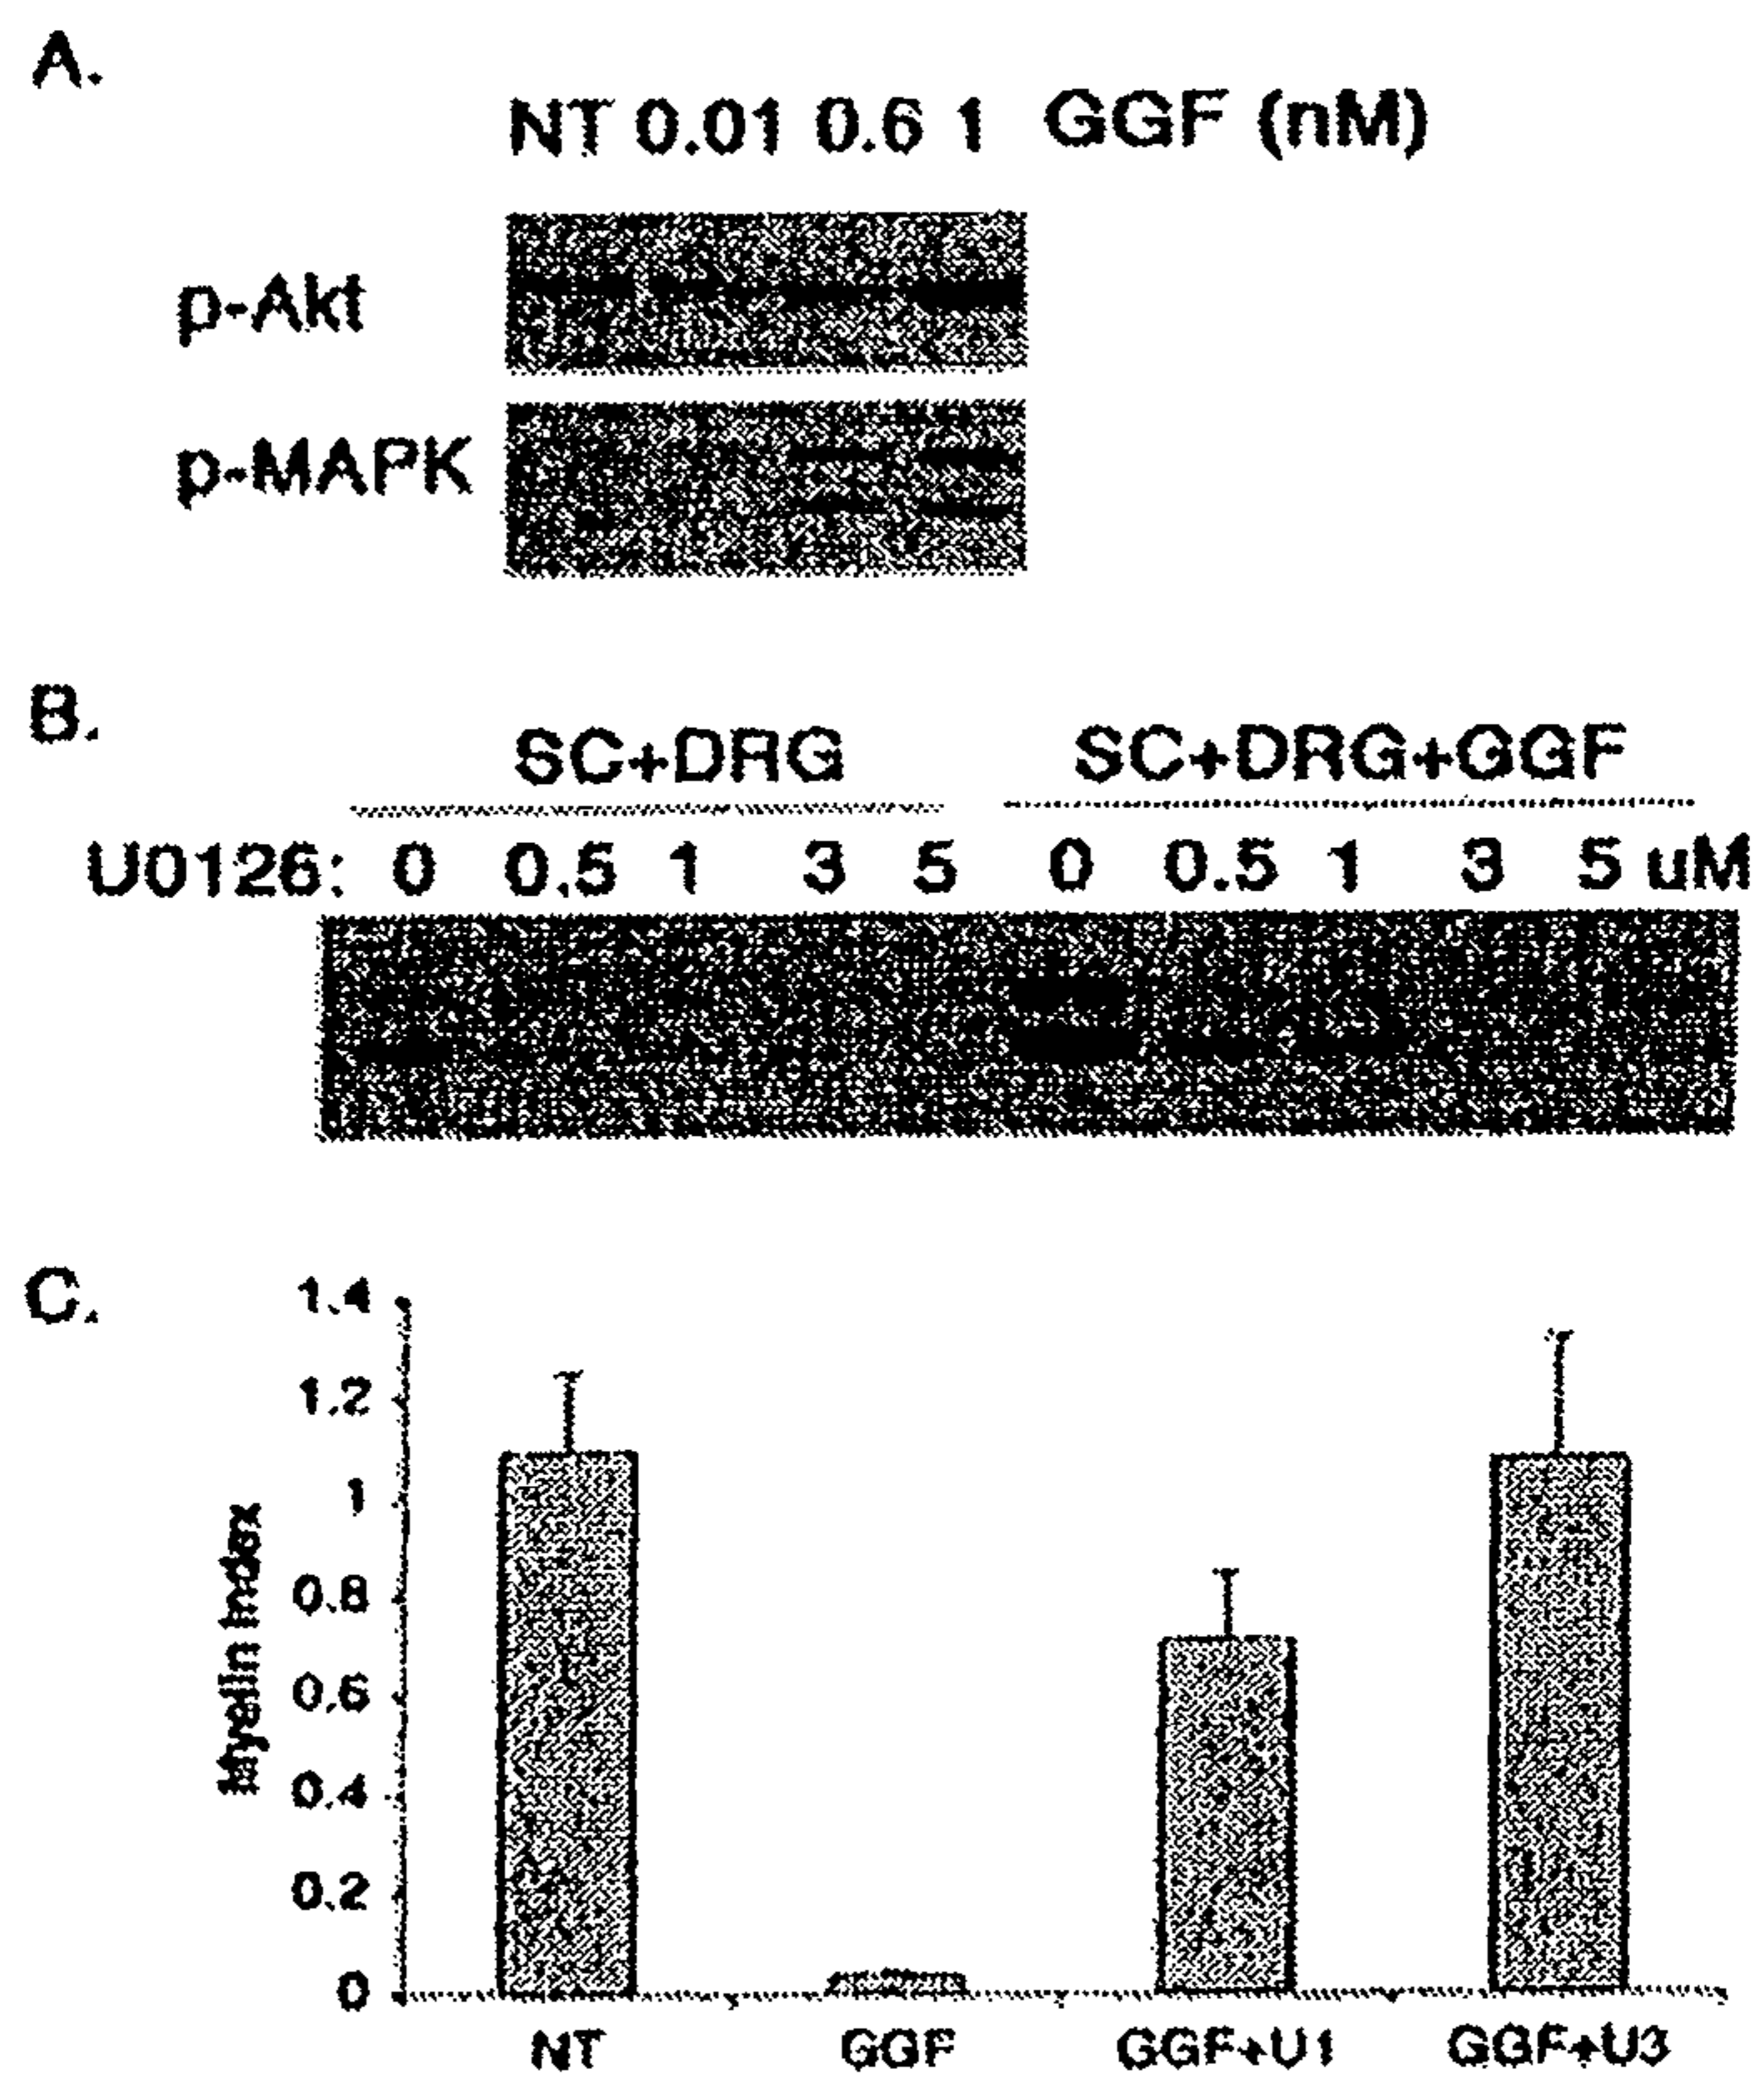 A.
NT 0.01 0.6 1 GGF (nM)
p-Akt
p-MAPK
B.
SC+DRG SC+DRG+GGF
U0126: 0 0.5 1 3 5 0 0.5 1 3 5 uM
C.
1.4
1.2
1
0.8
0.6
0.4
0.2
0
Myelin Index
NT GGF GGF+U1 GGF+U3